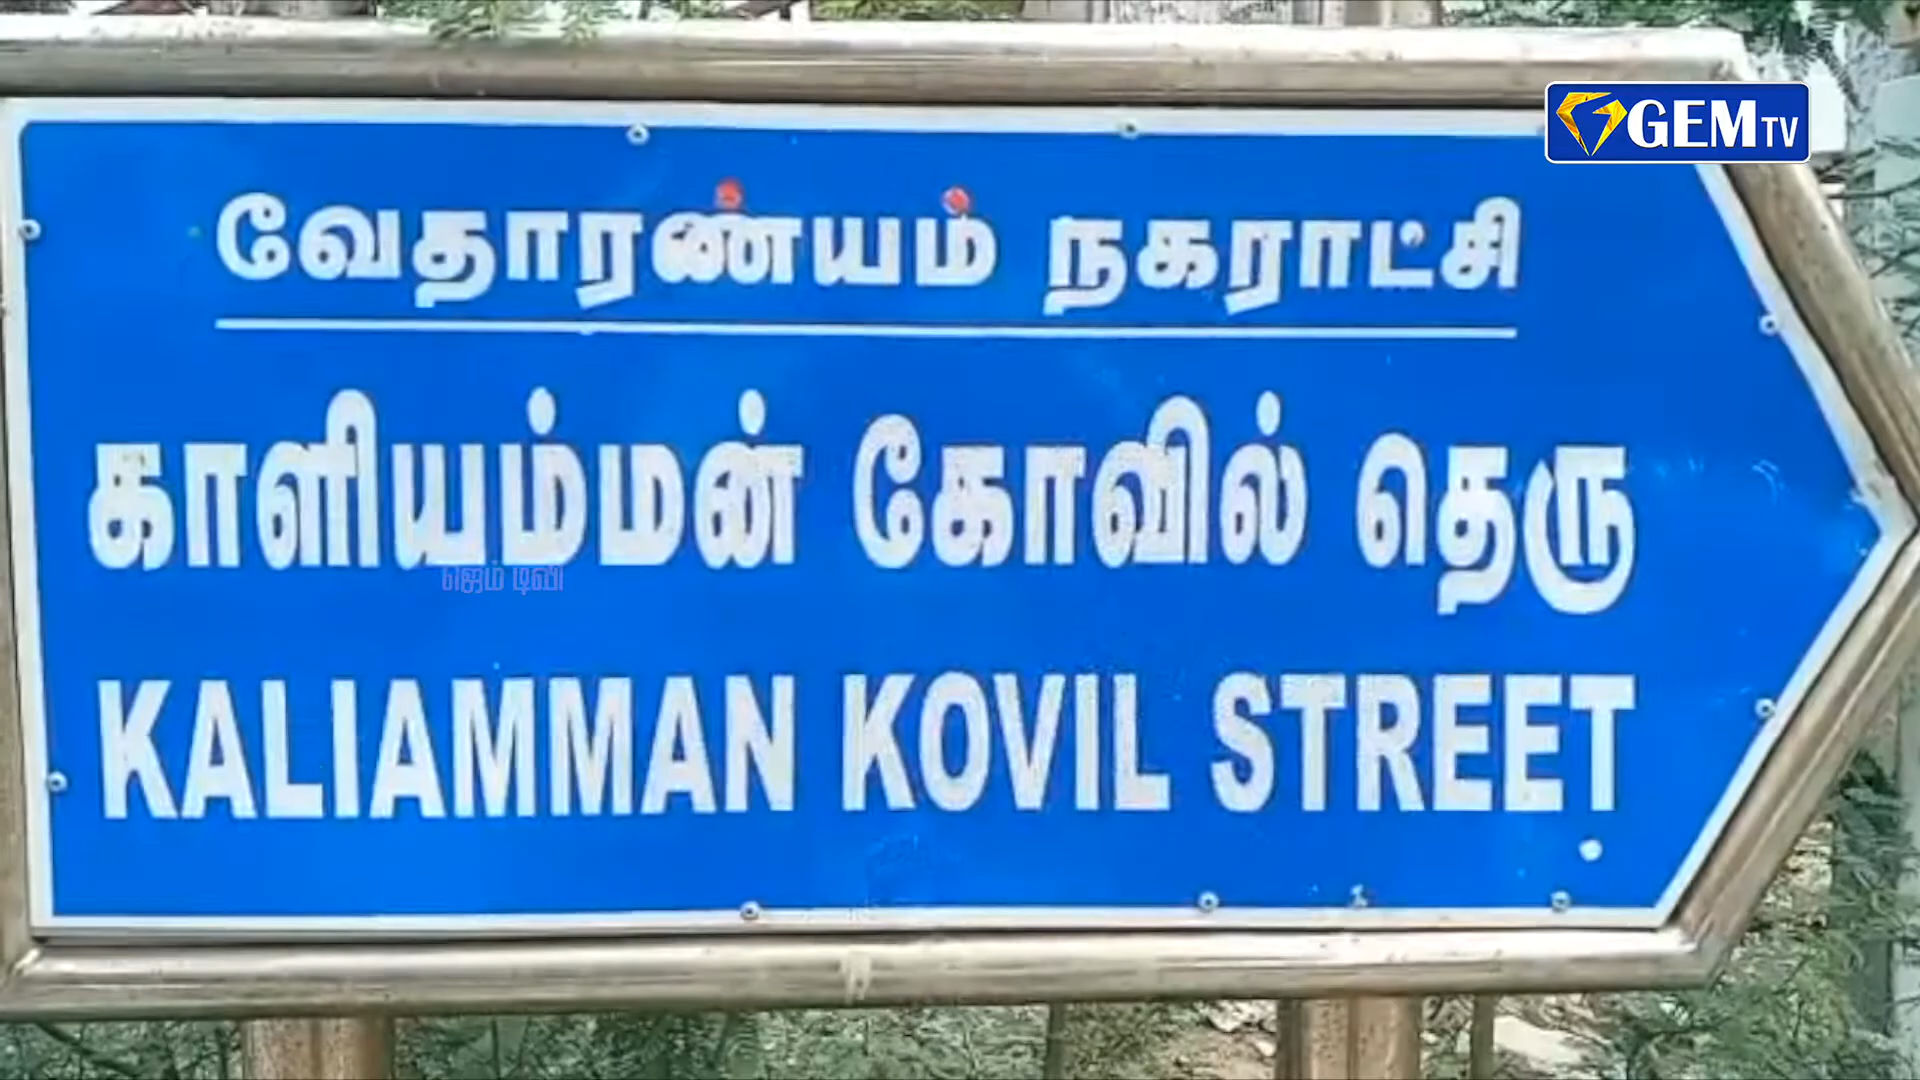 GEM TV
வேதாரண்யம் நகராட்சி
காளியம்மன் கோவில் தெரு
ஜெம் டிவி
KALIAMMAN KOVIL STREET